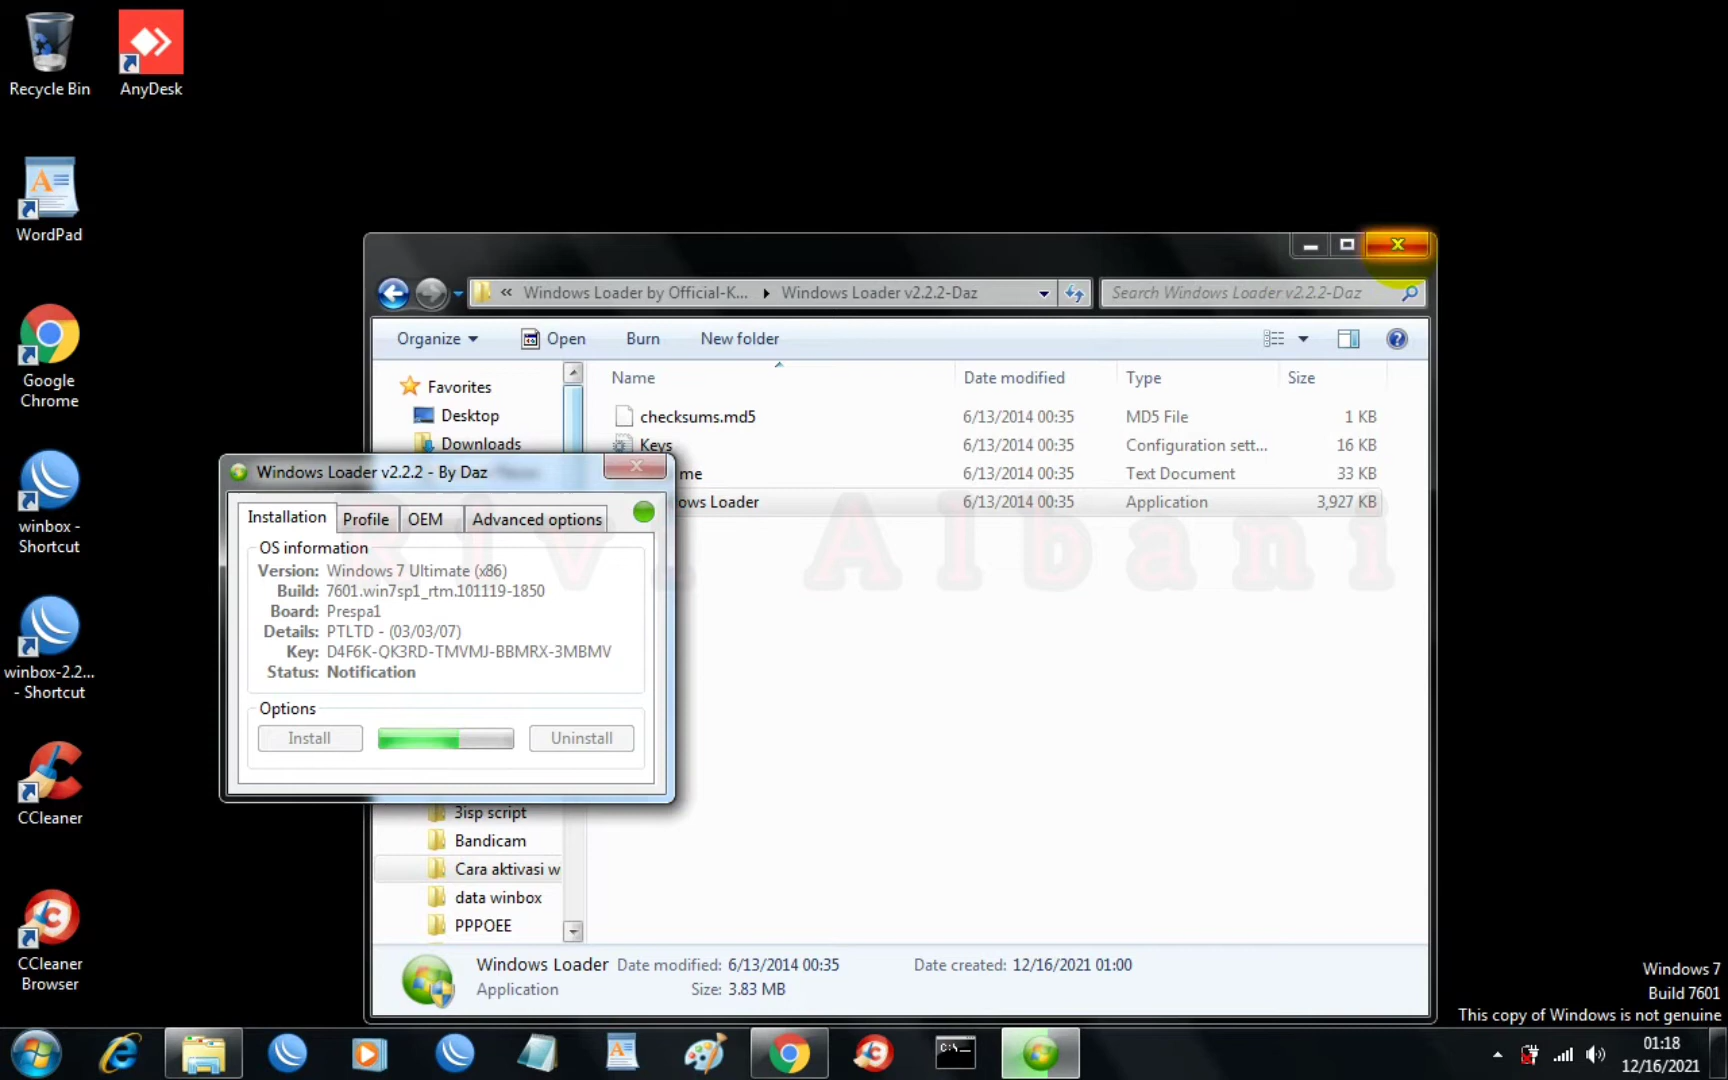 Recycle Bin
AnyDesk
WordPad
Google
Chrome
winbox -
Shortcut
winbox-2.2...
- Shortcut
CCleaner
CCleaner
Browser
« Windows Loader by Official-K... Windows Loader v2.2.2-Daz
Search Windows Loader v2.2.2-Daz
Organize
Open
Burn
New folder
Name
Date modified
Type
Size
Favorites
Desktop
Downloads
checksums.md5 6/13/2014 00:35 MD5 File 1 KB
Keys 6/13/2014 00:35 Configuration sett... 16 KB
me 6/13/2014 00:35 Text Document 33 KB
ows Loader 6/13/2014 00:35 Application 3,927 KB
Rivi Albani
Windows Loader v2.2.2 - By Daz
Installation
Profile
OEM
Advanced options
OS information
Version: Windows 7 Ultimate (x86)
Build: 7601.win7sp1_rtm.101119-1850
Board: Prespa1
Details: PTLTD - (03/03/07)
Key: D4F6K-QK3RD-TMVMJ-BBMRX-3MBMV
Status: Notification
Options
Install
Uninstall
3isp script
Bandicam
Cara aktivasi w
data winbox
PPPOEE
Windows Loader Date modified: 6/13/2014 00:35 Date created: 12/16/2021 01:00
Application Size: 3.83 MB
Windows 7
Build 7601
This copy of Windows is not genuine
C:\._
01:18
12/16/2021